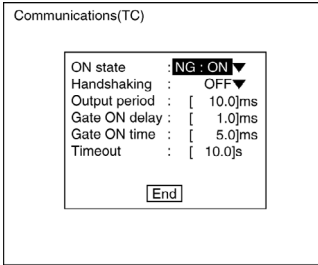 Communications(TC)
ON state : NG : ON▼
Handshaking : OFF▼
Output period : [ 10.0]ms
Gate ON delay : [ 1.0]ms
Gate ON time : [ 5.0]ms
Timeout : [ 10.0]s
End